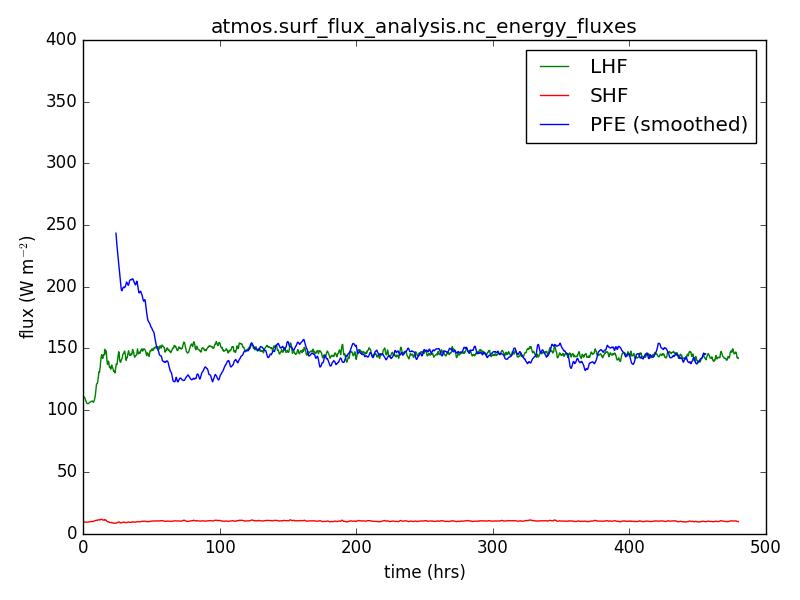 atmos.surf_flux_analysis.nc_energy_fluxes
400
350
300
250
200
150
100
50
0
flux (W m⁻²)
LHF
SHF
PFE (smoothed)
0 100 200 300 400 500
time (hrs)